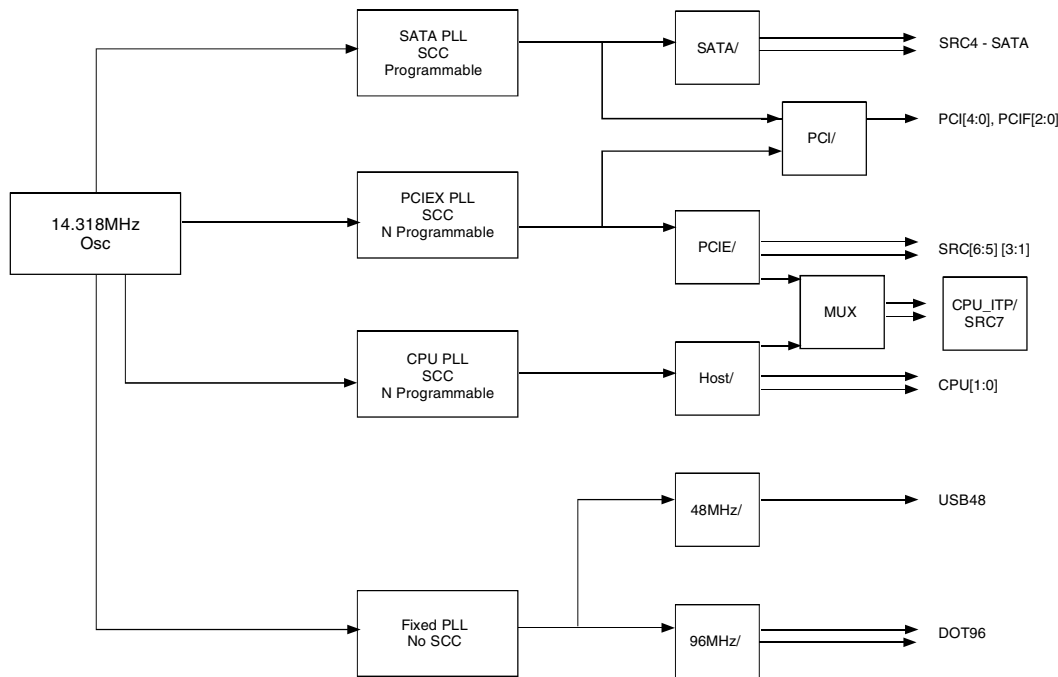 SATA PLL
SCC
Programmable
SATA/
SRC4 - SATA
PCI/
PCI[4:0], PCIF[2:0]
14.318MHz
Osc
PCIEX PLL
SCC
N Programmable
PCIE/
SRC[6:5] [3:1]
MUX
CPU_ITP/
SRC7
CPU PLL
SCC
N Programmable
Host/
CPU[1:0]
48MHz/
USB48
Fixed PLL
No SCC
96MHz/
DOT96